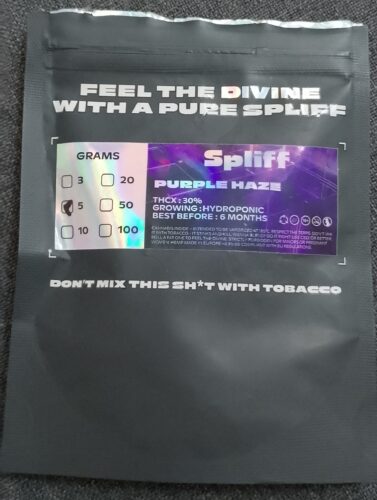 FEEL THE DIVINE
WITH A PURE SPLIFF
GRAMS
3 20
5 50
10 100
Spliff
PURPLE HAZE
THCX : 30%
GROWING : HYDROPONIC
BEST BEFORE : 6 MONTHS
DON'T MIX THIS SH*T WITH TOBACCO